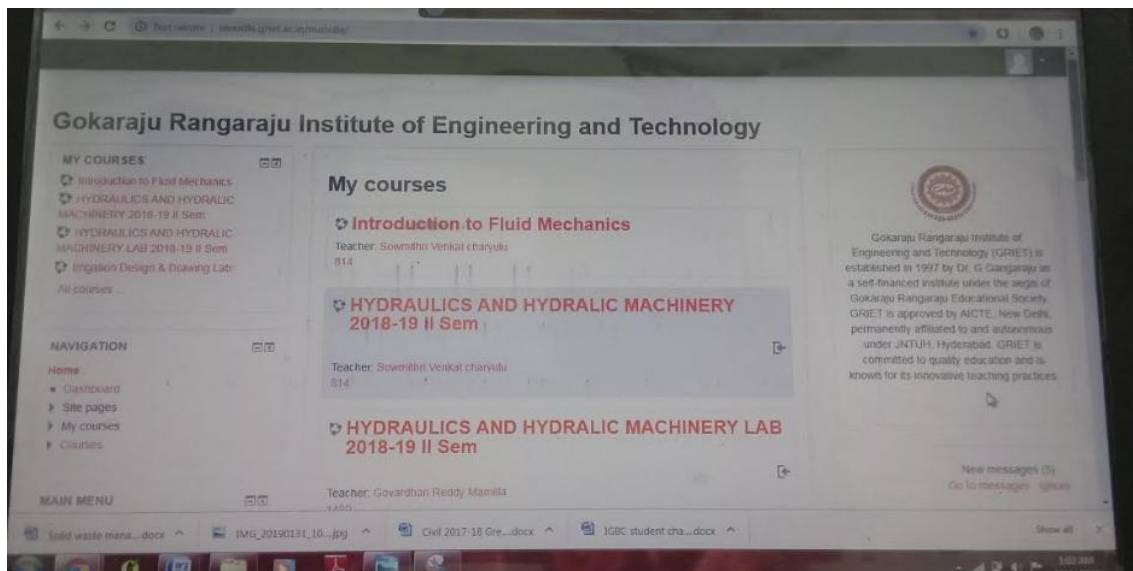 Not secure | moodle.griet.ac.in/moodle/
Gokaraju Rangaraju Institute of Engineering and Technology
MY COURSES
Introduction to Fluid Mechanics
HYDRAULICS AND HYDRALIC
MACHINERY 2018-19 II Sem
HYDRAULICS AND HYDRALIC
MACHINERY LAB 2018-19 II Sem
Irrigation Design & Drawing Lab
All courses ...
NAVIGATION
Home
Dashboard
Site pages
My courses
Courses
MAIN MENU
My courses
Introduction to Fluid Mechanics
Teacher: Sowmithri Venkat charyulu
814
HYDRAULICS AND HYDRALIC MACHINERY
2018-19 II Sem
Teacher: Sowmithri Venkat charyulu
814
HYDRAULICS AND HYDRALIC MACHINERY LAB
2018-19 II Sem
Teacher: Govardhan Reddy Mamilla
Gokaraju Rangaraju Institute of
Engineering and Technology (GRIET) is
established in 1997 by Dr. G Gangaraju as
a self-financed institute under the aegis of
Gokaraju Rangaraju Educational Society.
GRIET is approved by AICTE, New Delhi,
permanently affiliated to and autonomous
under JNTUH, Hyderabad. GRIET is
committed to quality education and is
known for its innovative teaching practices.
New messages (5)
Go to messages Ignore
Solid waste mana....docx
IMG_20190131_10...jpg
Civil 2017-18 Gre....docx
IGBC student cha....docx
Show all